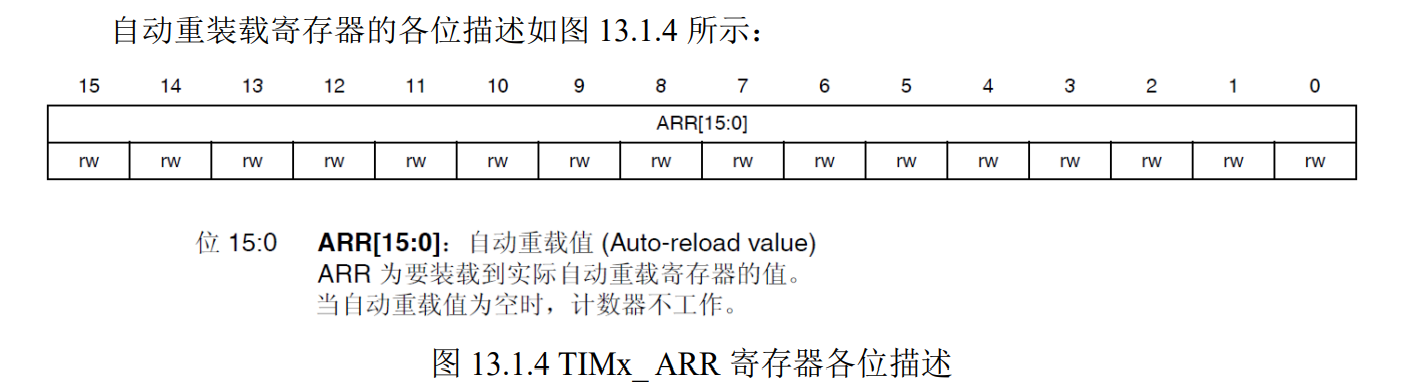 自动重装载寄存器的各位描述如图 13.1.4 所示：
15 14 13 12 11 10 9 8 7 6 5 4 3 2 1 0
ARR[15:0]
rw rw rw rw rw rw rw rw rw rw rw rw rw rw rw rw
位 15:0 ARR[15:0]：自动重载值 (Auto-reload value)
ARR 为要装载到实际自动重载寄存器的值。
当自动重载值为空时，计数器不工作。
图 13.1.4 TIMx_ ARR 寄存器各位描述